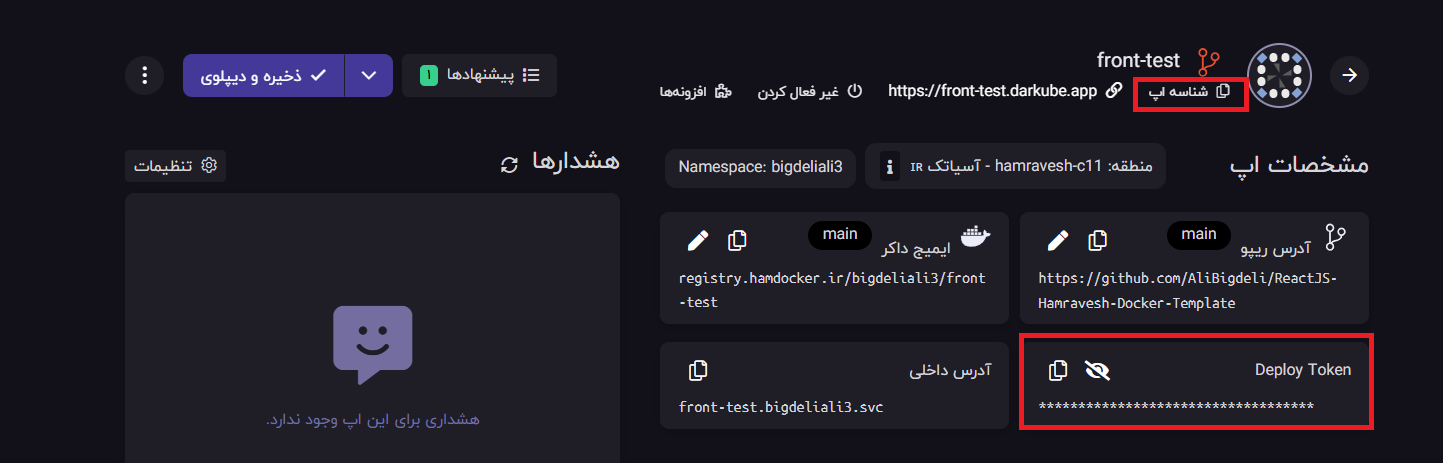 front-test
شناسه اپ
https://front-test.darkube.app
غیر فعال کردن
افزونه‌ها
پیشنهادها ۱
ذخیره و دیپلوی
مشخصات اپ
منطقه: hamravesh-c11 - آسیاتک IR
Namespace: bigdeliali3
آدرس ریپو main
https://github.com/AliBigdeli/ReactJS-
Hamravesh-Docker-Template
ایمیج داکر main
registry.hamdocker.ir/bigdeliali3/front
-test
Deploy Token
***********************************
آدرس داخلی
front-test.bigdeliali3.svc
هشدارها
تنظیمات
هشداری برای این اپ وجود ندارد.